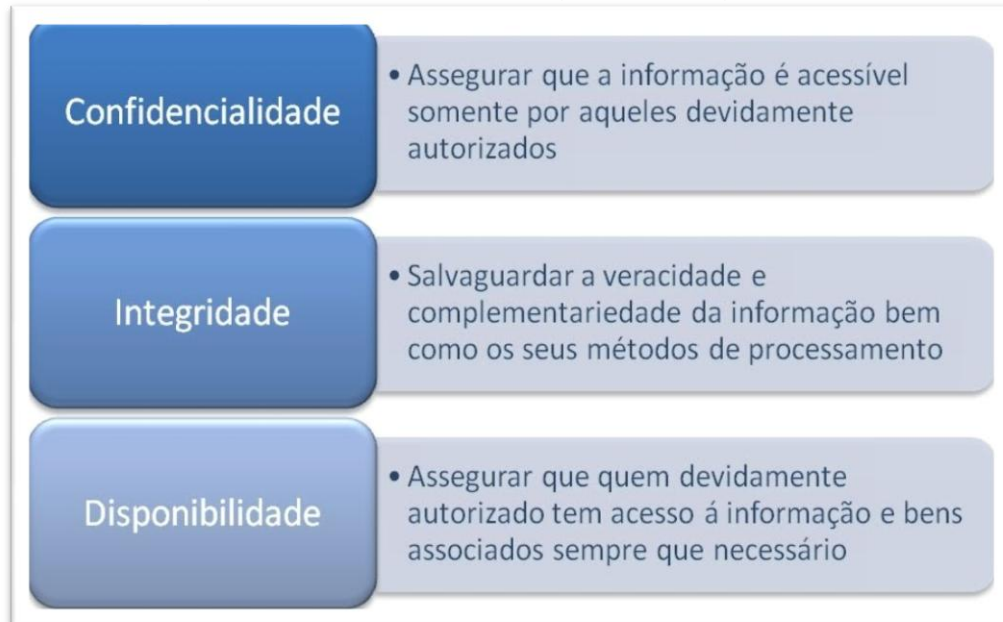 Confidencialidade
• Assegurar que a informação é acessível
somente por aqueles devidamente
autorizados
Integridade
• Salvaguardar a veracidade e
complementariedade da informação bem
como os seus métodos de processamento
Disponibilidade
• Assegurar que quem devidamente
autorizado tem acesso á informação e bens
associados sempre que necessário